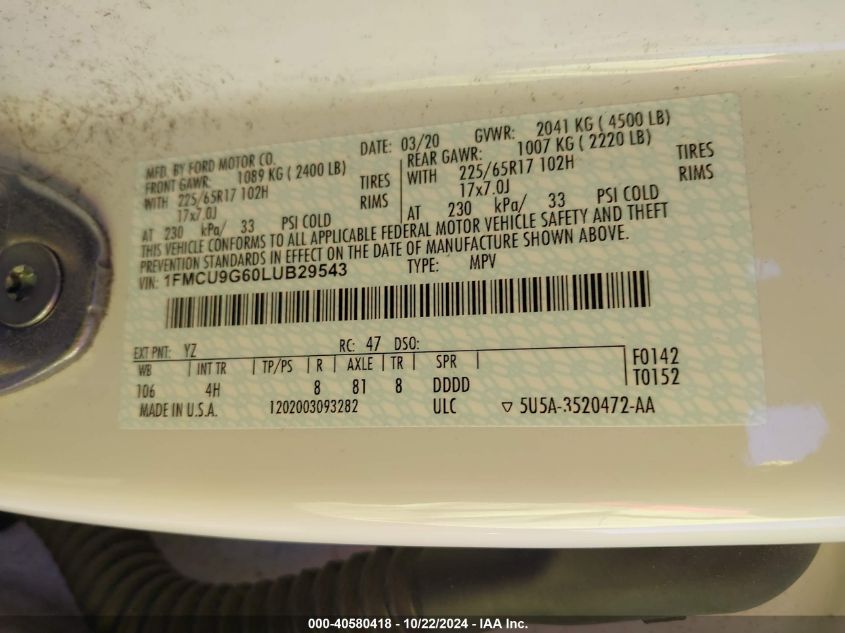 MFD. BY FORD MOTOR CO.
DATE: 03/20 GVWR: 2041 KG ( 4500 LB)
FRONT GAWR: 1089 KG ( 2400 LB)
REAR GAWR: 1007 KG ( 2220 LB)
WITH 225/65R17 102H TIRES
WITH 225/65R17 102H TIRES
17x7.0J RIMS
17x7.0J RIMS
AT 230 kPa/ 33 PSI COLD
AT 230 kPa/ 33 PSI COLD
THIS VEHICLE CONFORMS TO ALL APPLICABLE FEDERAL MOTOR VEHICLE SAFETY AND THEFT
PREVENTION STANDARDS IN EFFECT ON THE DATE OF MANUFACTURE SHOWN ABOVE.
VIN: 1FMCU9G60LUB29543 TYPE: MPV
EXT PNT: YZ RC: 47 DSO:
WB INT TR TP/PS R AXLE TR SPR F0142
106 4H 8 81 8 DDDD T0152
MADE IN U.S.A. 1202003093282 ULC ▽ 5U5A-3520472-AA
000-40580418 - 10/22/2024 - IAA Inc.